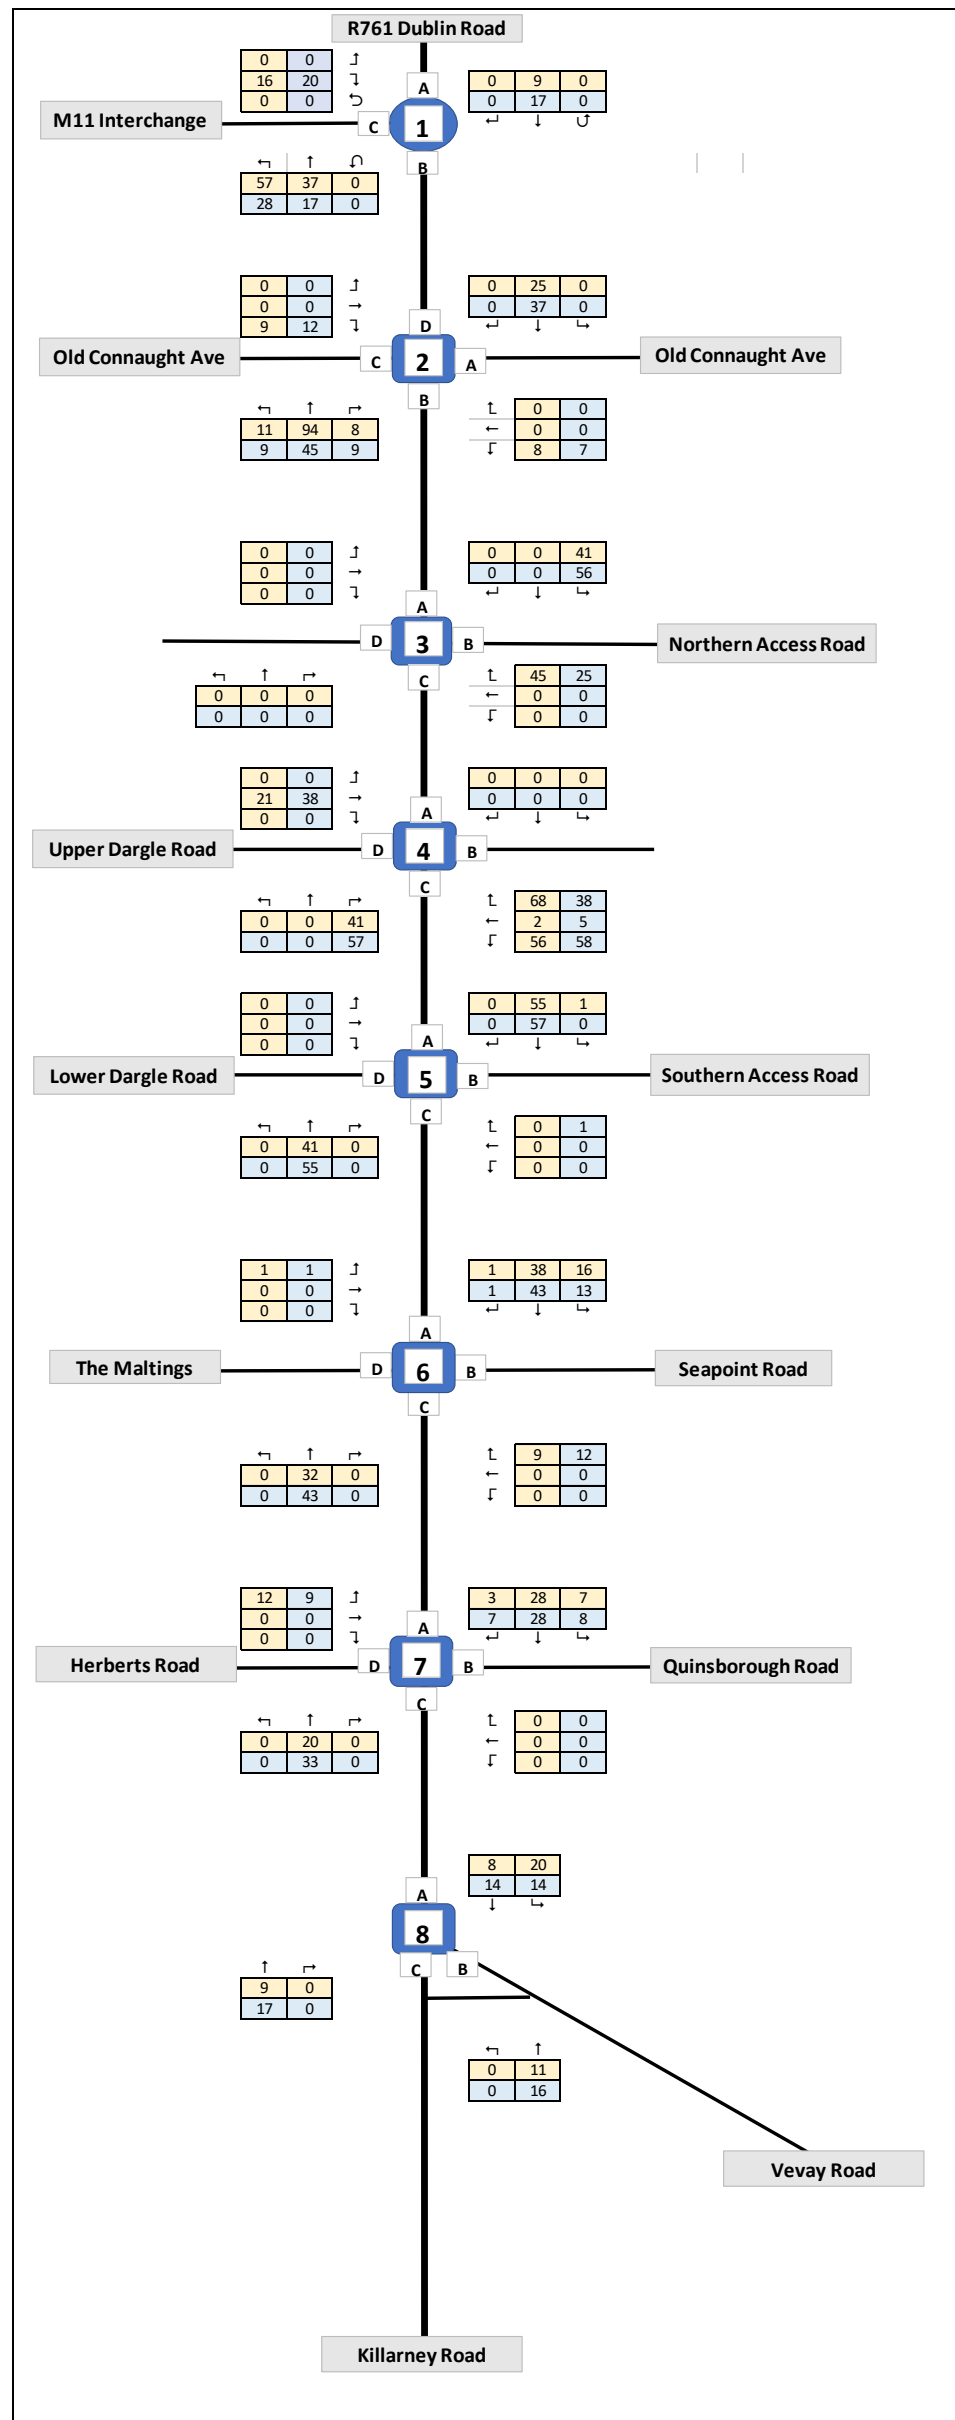 R761 Dublin Road
0 0 ↥
16 20 ↴
0 0 ⮌
A
0 9 0
0 17 0
↵ ↓ ⮍
M11 Interchange
C
1
B
↰ ↑ ⮏
57 37 0
28 17 0
0 0 ⬏
0 0 →
9 12 ↴
0 25 0
0 37 0
↵ ↓ ↳
D
Old Connaught Ave
C
2
A
Old Connaught Ave
B
↰ ↑ ↱
11 94 8
9 45 9
↳ 0 0
← 0 0
↲ 8 7
0 0 ⬏
0 0 →
0 0 ↴
0 0 41
0 0 56
↵ ↓ ↳
A
D
3
B
Northern Access Road
C
↰ ↑ ↱
0 0 0
0 0 0
↳ 45 25
← 0 0
↲ 0 0
0 0 ⬏
21 38 →
0 0 ↴
0 0 0
0 0 0
↵ ↓ ↳
A
Upper Dargle Road
D
4
B
C
↰ ↑ ↱
0 0 41
0 0 57
↳ 68 38
← 2 5
↲ 56 58
0 0 ⬏
0 0 →
0 0 ↴
0 55 1
0 57 0
↵ ↓ ↳
A
Lower Dargle Road
D
5
B
Southern Access Road
C
↰ ↑ ↱
0 41 0
0 55 0
↳ 0 1
← 0 0
↲ 0 0
1 1 ⬏
0 0 →
0 0 ↴
1 38 16
1 43 13
↵ ↓ ↳
A
The Maltings
D
6
B
Seapoint Road
C
↰ ↑ ↱
0 32 0
0 43 0
↳ 9 12
← 0 0
↲ 0 0
12 9 ⬏
0 0 →
0 0 ↴
3 28 7
7 28 8
↵ ↓ ↳
A
Herberts Road
D
7
B
Quinsborough Road
C
↰ ↑ ↱
0 20 0
0 33 0
↳ 0 0
← 0 0
↲ 0 0
8 20
14 14
↓ ↳
A
8
C
B
↑ ↱
9 0
17 0
↰ ↑
0 11
0 16
Vevay Road
Killarney Road